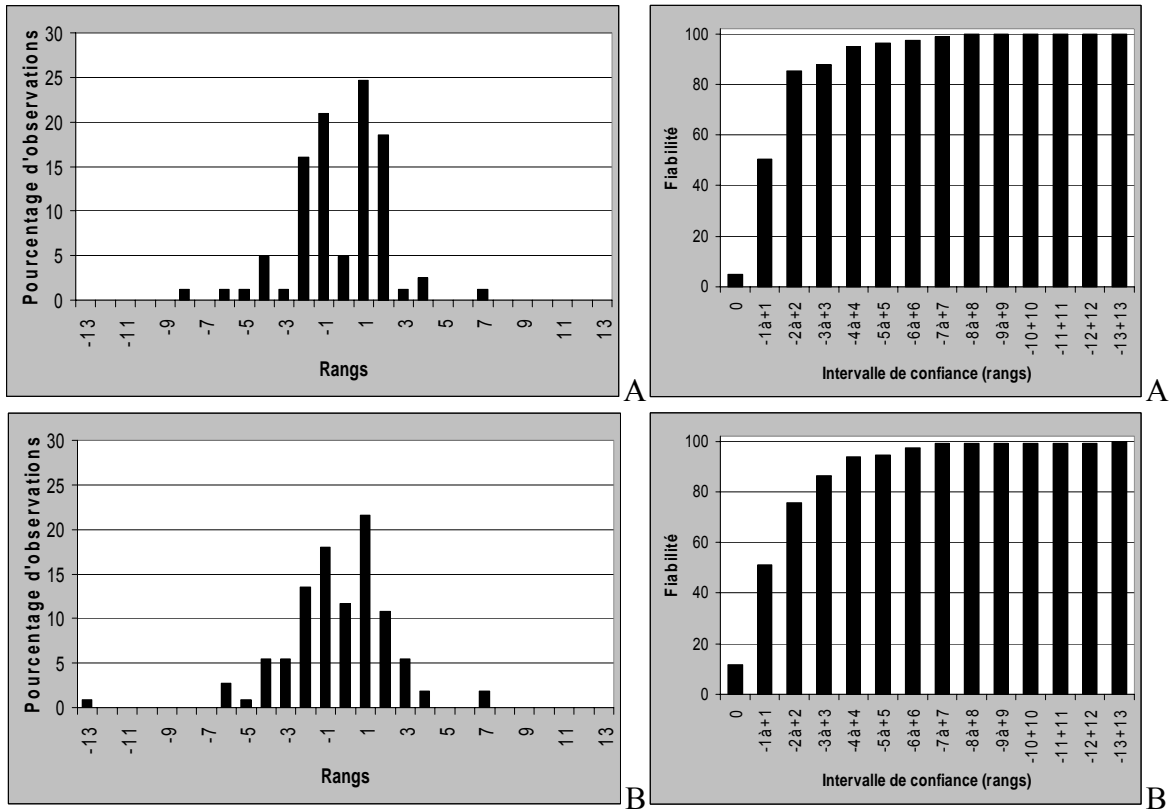 Pourcentage d'observations
30
25
20
15
10
5
0
-13
-11
-9
-7
-5
-3
-1
1
3
5
7
9
11
13
Rangs
A
Fiabilité
100
80
60
40
20
0
0
-1à+1
-2à+2
-3à+3
-4à+4
-5à+5
-6à+6
-7à+7
-8à+8
-9à+9
-10+10
-11+11
-12+12
-13+13
Intervalle de confiance (rangs)
A
Pourcentage d'observations
30
25
20
15
10
5
0
-13
-11
-9
-7
-5
-3
-1
1
3
5
7
9
11
13
Rangs
B
Fiabilité
100
80
60
40
20
0
0
-1à+1
-2à+2
-3à+3
-4à+4
-5à+5
-6à+6
-7à+7
-8à+8
-9à+9
-10+10
-11+11
-12+12
-13+13
Intervalle de confiance (rangs)
B